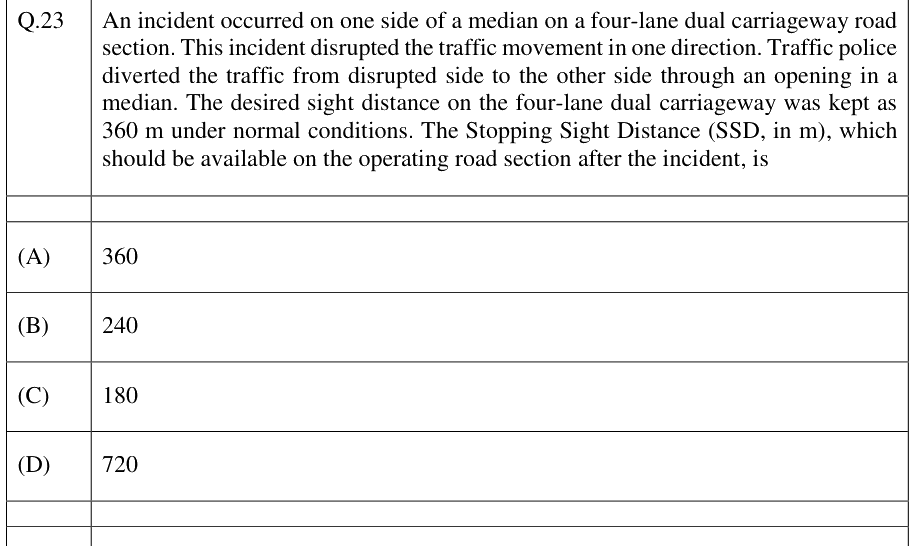 Q.23 An incident occurred on one side of a median on a four-lane dual carriageway road
section. This incident disrupted the traffic movement in one direction. Traffic police
diverted the traffic from disrupted side to the other side through an opening in a
median. The desired sight distance on the four-lane dual carriageway was kept as
360 m under normal conditions. The Stopping Sight Distance (SSD, in m), which
should be available on the operating road section after the incident, is
(A) 360
(B) 240
(C) 180
(D) 720